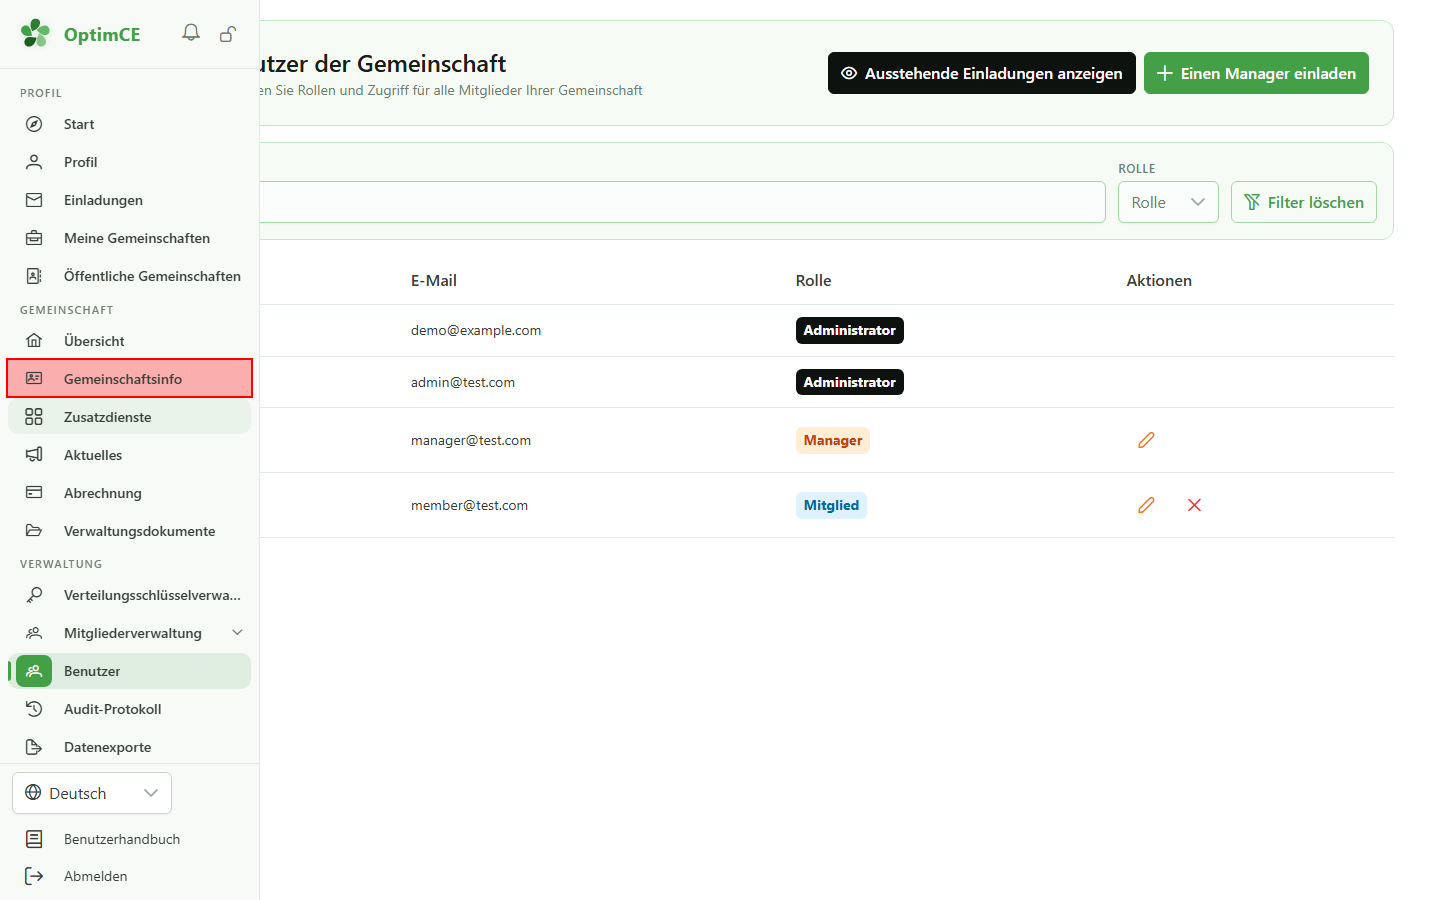 OptimCE
PROFIL
Start
Profil
Einladungen
Meine Gemeinschaften
Öffentliche Gemeinschaften
GEMEINSCHAFT
Übersicht
Gemeinschaftsinfo
Zusatzdienste
Aktuelles
Abrechnung
Verwaltungsdokumente
VERWALTUNG
Verteilungsschlüsselverwa...
Mitgliederverwaltung
Benutzer
Audit-Protokoll
Datenexporte
Deutsch
Benutzerhandbuch
Abmelden
der Gemeinschaft
Sie Rollen und Zugriff für alle Mitglieder Ihrer Gemeinschaft
Ausstehende Einladungen anzeigen
Einen Manager einladen
ROLLE
Rolle
Filter löschen
E-Mail Rolle Aktionen
demo@example.com Administrator
admin@test.com Administrator
manager@test.com Manager
member@test.com Mitglied